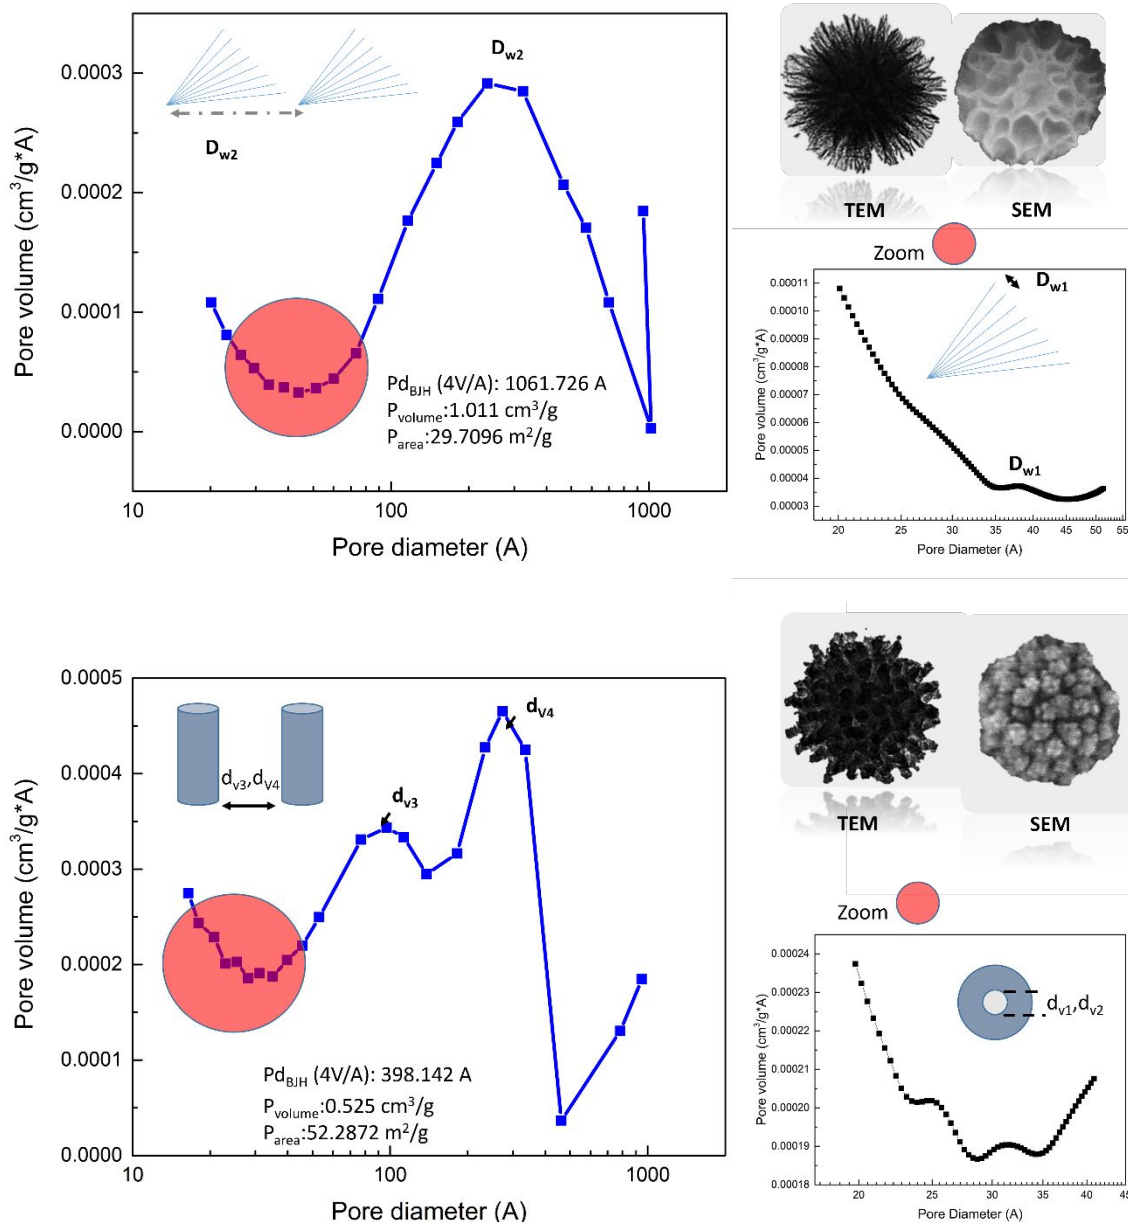 Pore volume (cm³/g*A)
0.0003
0.0002
0.0001
0.0000
10
100
1000
Pore diameter (A)
D_w2
D_w2
Pd_BJH (4V/A): 1061.726 A
P_volume:1.011 cm³/g
P_area:29.7096 m²/g
TEM
SEM
Zoom
Pore volume (cm³/g*A)
0.00011
0.00010
0.00009
0.00008
0.00007
0.00006
0.00005
0.00004
0.00003
20
25
30
35
40
45
50
55
Pore Diameter (A)
D_w1
D_w1
Pore volume (cm³/g*A)
0.0005
0.0004
0.0003
0.0002
0.0001
0.0000
10
100
1000
Pore diameter (A)
d_v3,d_V4
d_v3
d_V4
Pd_BJH (4V/A): 398.142 A
P_volume:0.525 cm³/g
P_area:52.2872 m²/g
TEM
SEM
Zoom
Pore volume (cm³/g*A)
0.00024
0.00023
0.00022
0.00021
0.00020
0.00019
0.00018
20
25
30
35
40
45
Pore Diameter (A)
d_v1,d_v2